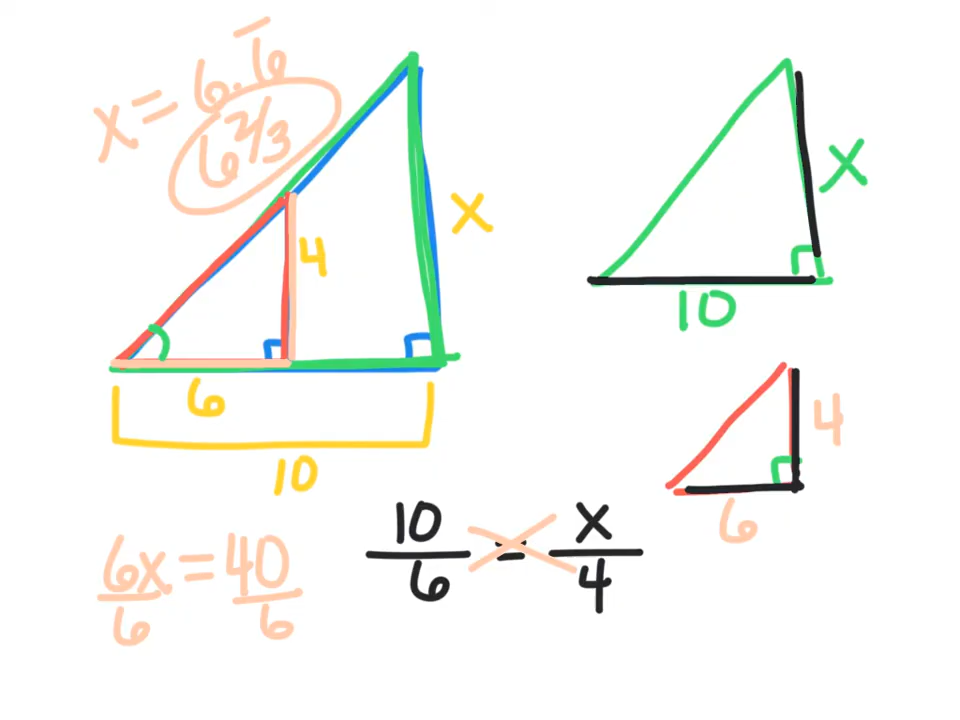 x = 6.6̅
6 2/3
4
x
6
10
x
10
4
6
10/6 = x/4
6x/6 = 40/6